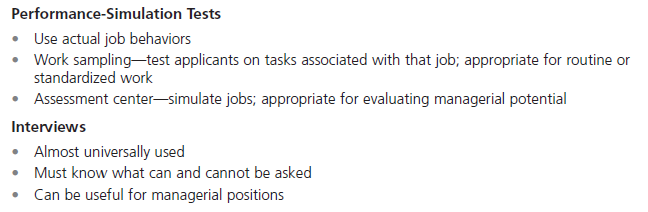 Performance-Simulation Tests
• Use actual job behaviors
• Work sampling—test applicants on tasks associated with that job; appropriate for routine or
standardized work
• Assessment center—simulate jobs; appropriate for evaluating managerial potential
Interviews
• Almost universally used
• Must know what can and cannot be asked
• Can be useful for managerial positions